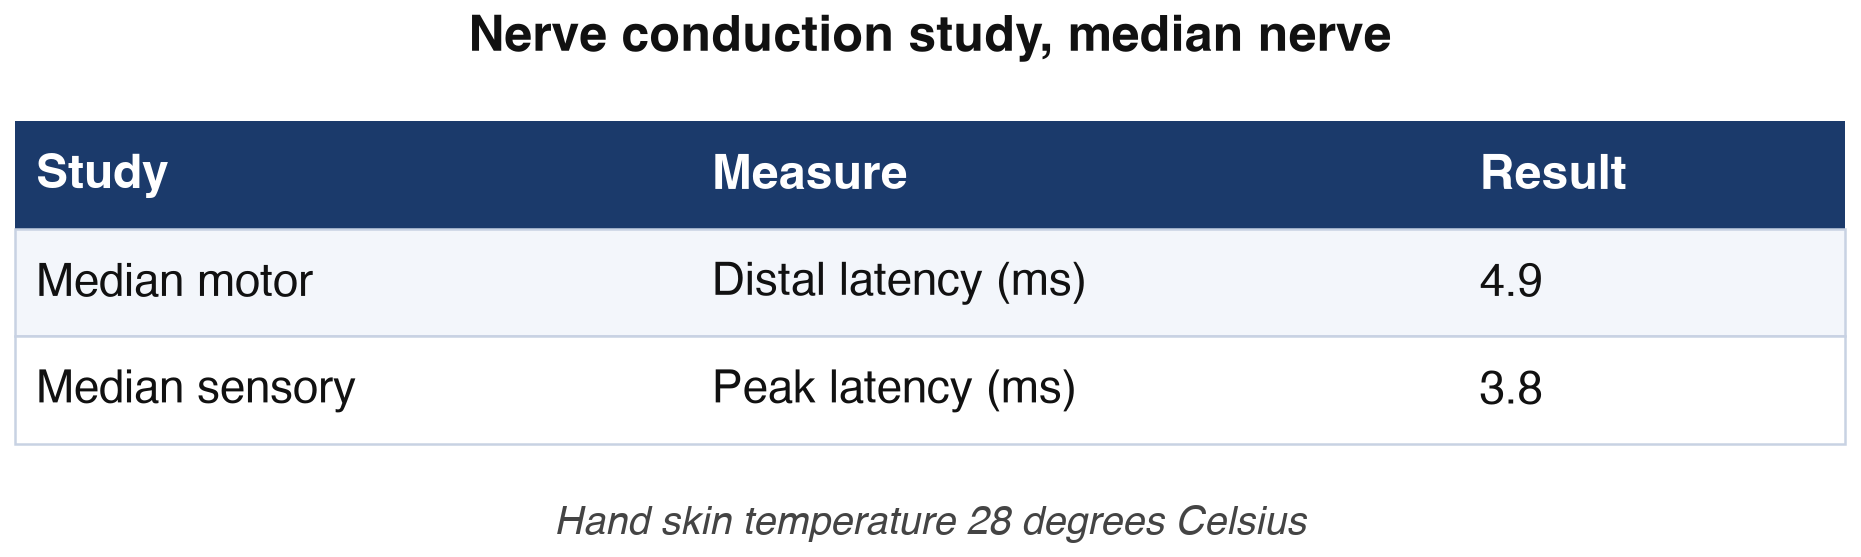 Nerve conduction study, median nerve
Study Measure Result
Median motor Distal latency (ms) 4.9
Median sensory Peak latency (ms) 3.8
Hand skin temperature 28 degrees Celsius